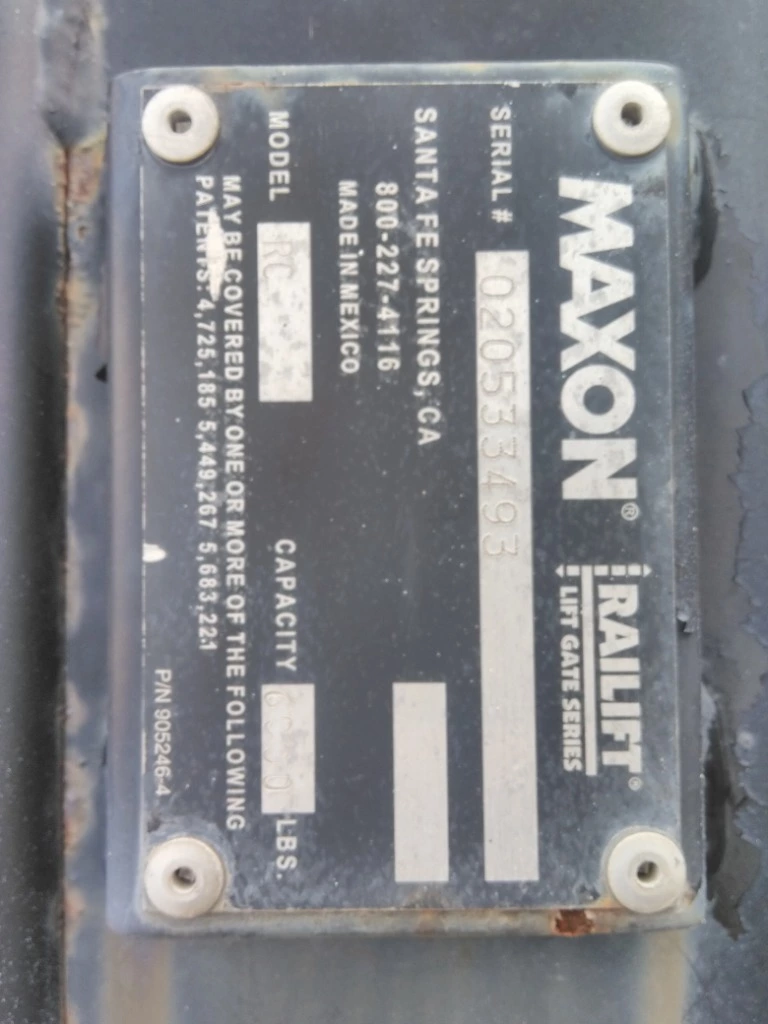 MAXON® RAILIFT®
LIFT GATE SERIES
SERIAL # 020533493
SANTA FE SPRINGS, CA
800-227-4116
MADE IN MEXICO
MODEL RC CAPACITY LBS.
MAY BE COVERED BY ONE OR MORE OF THE FOLLOWING
PATENTS: 4,725,185 5,449,267 5,683,221
P/N 905246-4